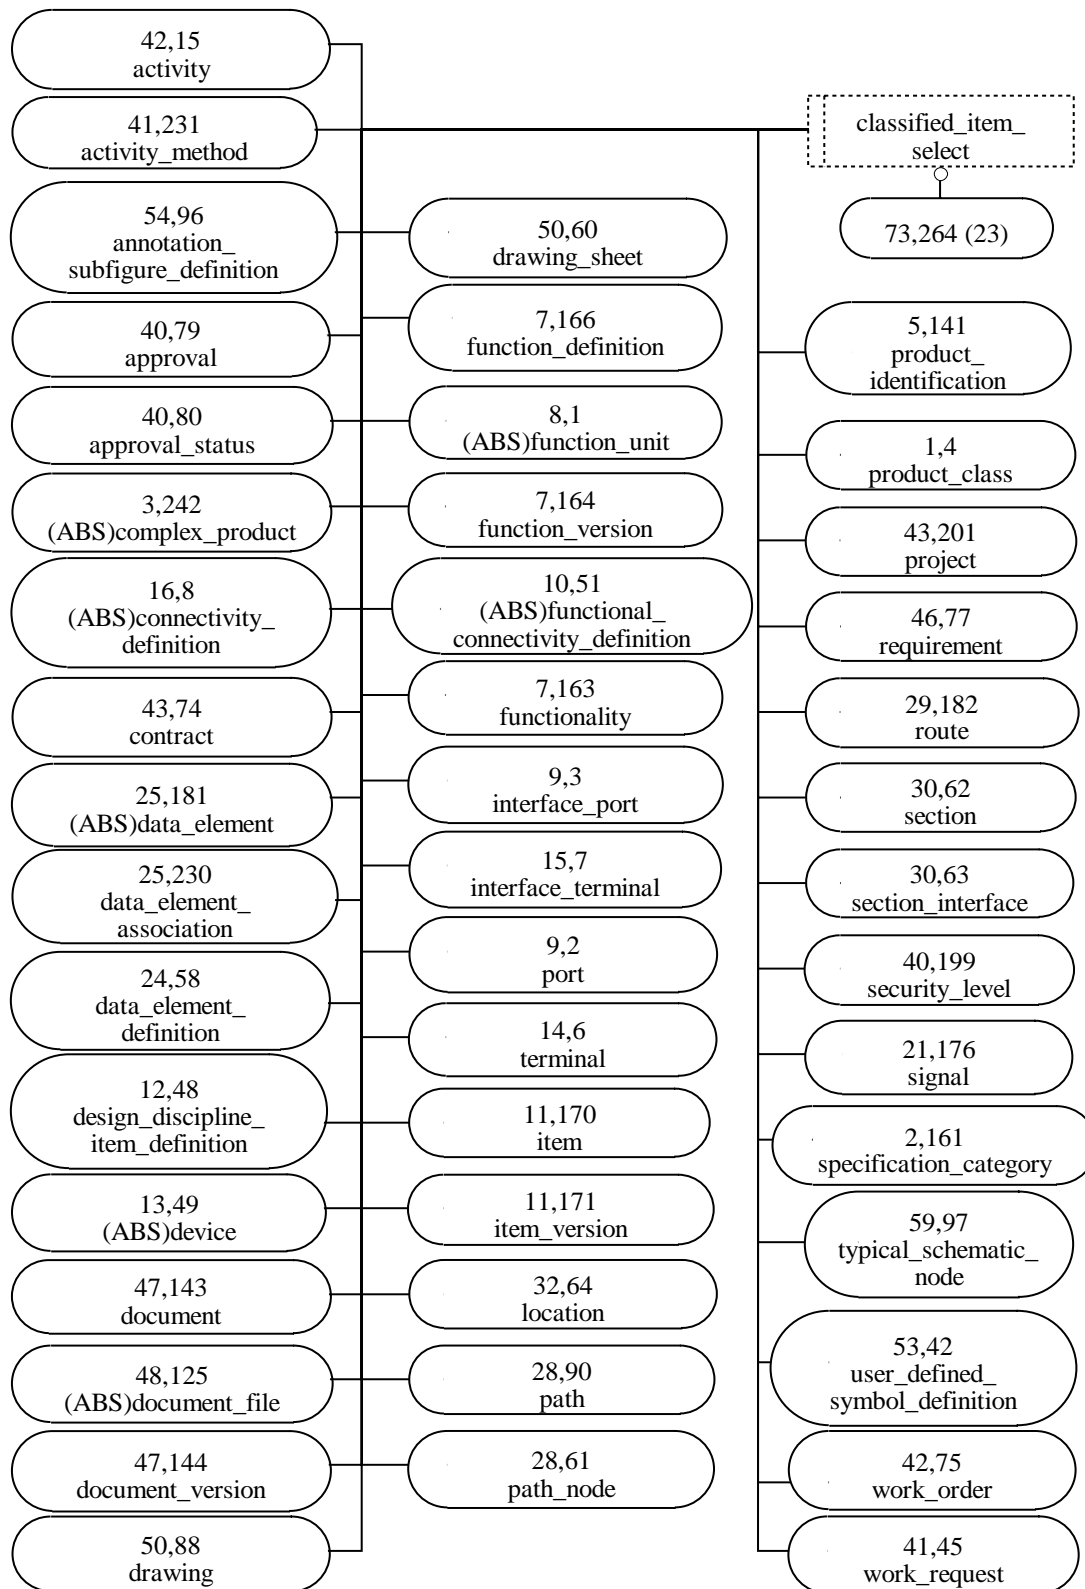 42,15
activity
41,231
activity_method
54,96
annotation_
subfigure_definition
40,79
approval
40,80
approval_status
3,242
(ABS)complex_product
16,8
(ABS)connectivity_
definition
43,74
contract
25,181
(ABS)data_element
25,230
data_element_
association
24,58
data_element_
definition
12,48
design_discipline_
item_definition
13,49
(ABS)device
47,143
document
48,125
(ABS)document_file
47,144
document_version
50,88
drawing
50,60
drawing_sheet
7,166
function_definition
8,1
(ABS)function_unit
7,164
function_version
10,51
(ABS)functional_
connectivity_definition
7,163
functionality
9,3
interface_port
15,7
interface_terminal
9,2
port
14,6
terminal
11,170
item
11,171
item_version
32,64
location
28,90
path
28,61
path_node
classified_item_
select
73,264 (23)
5,141
product_
identification
1,4
product_class
43,201
project
46,77
requirement
29,182
route
30,62
section
30,63
section_interface
40,199
security_level
21,176
signal
2,161
specification_category
59,97
typical_schematic_
node
53,42
user_defined_
symbol_definition
42,75
work_order
41,45
work_request